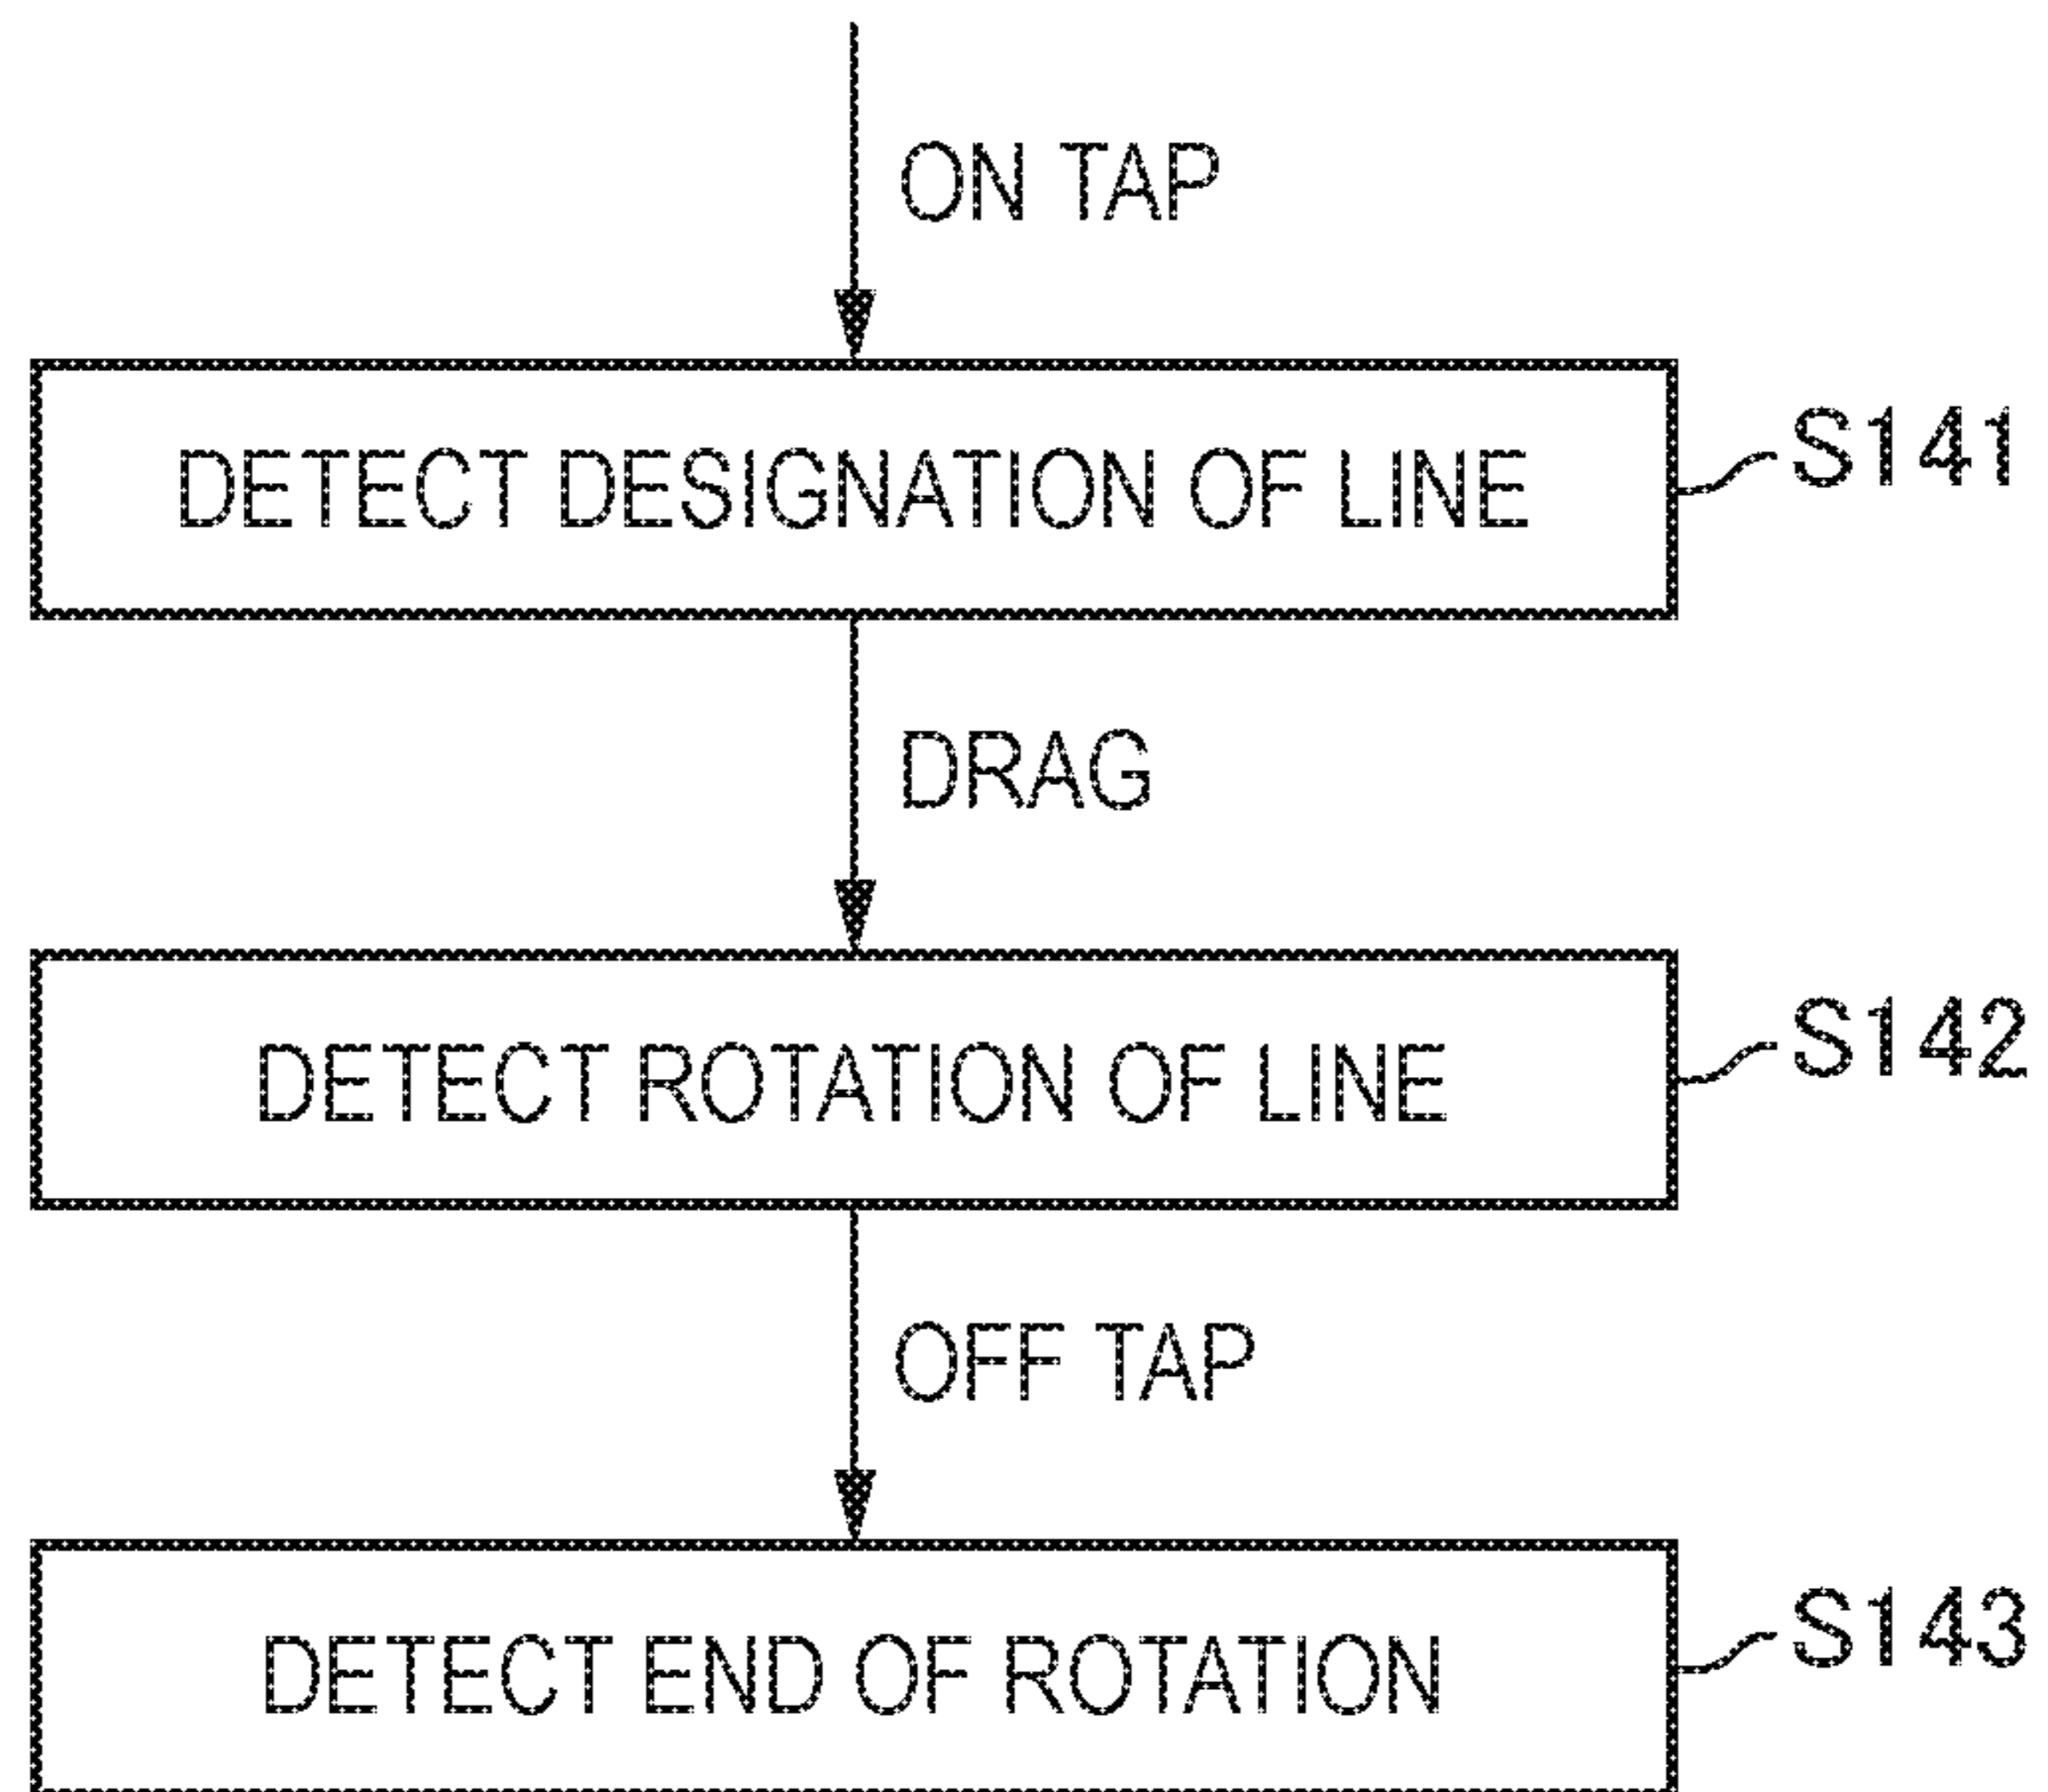 ON TAP
DETECT DESIGNATION OF LINE
S141
DRAG
DETECT ROTATION OF LINE
S142
OFF TAP
DETECT END OF ROTATION
S143